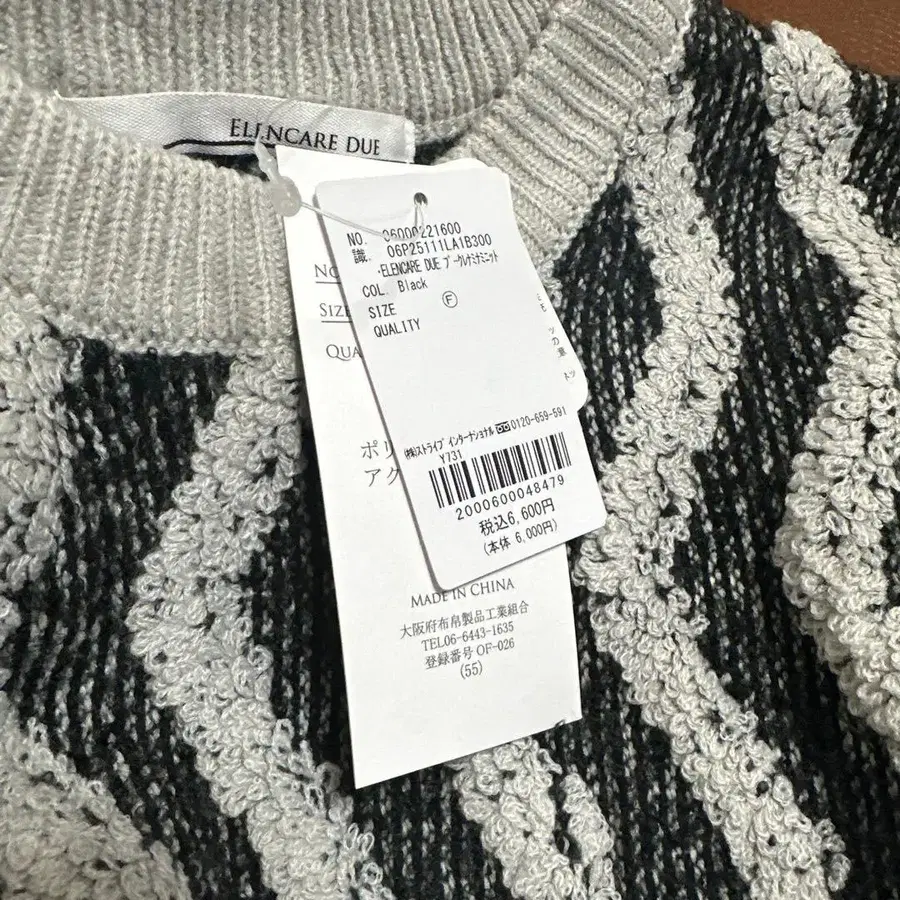 ELENCARE DUE
NO. 06000221600
識. 06P25111LA1B300
·ELENCARE DUE ブークレナミナミニット
COL. Black
SIZE Ⓕ
QUALITY
(株)ストライプ インターナショナル 0120-659-591
Y731
2000600048479
税込6,600円
(本体 6,000円)
NO
SIZE
QUA
ポリ
アク
MADE IN CHINA
大阪府布帛製品工業組合
TEL06-6443-1635
登録番号 OF-026
(55)